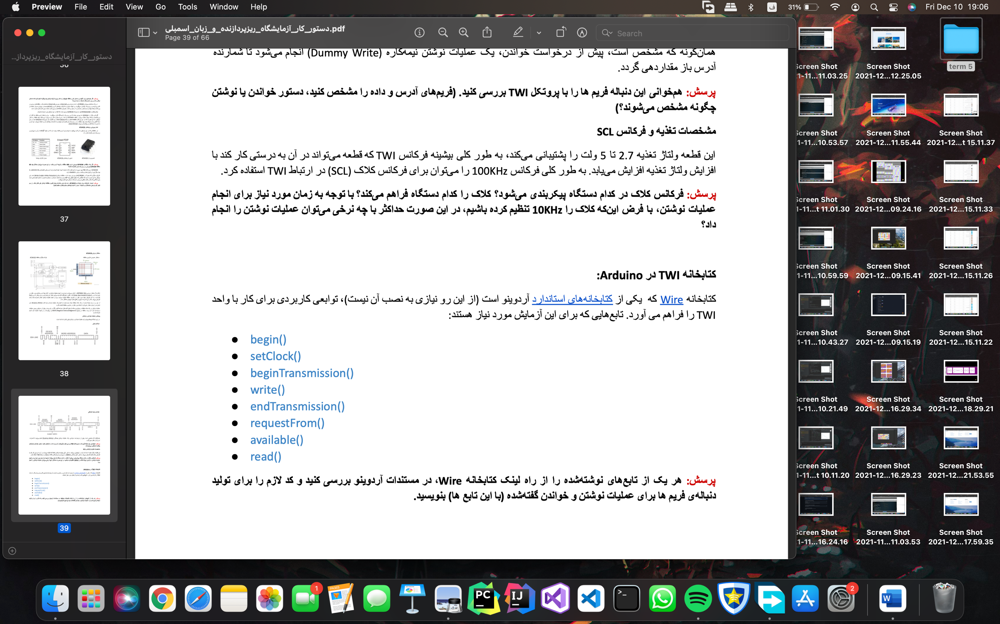 Preview File Edit View Go Tools Window Help
ف 31% Fri Dec 10 19:06
دستور_کار_آزمایشگاه_ریزپردازنده_و_زبان_اسمبلی.pdf
Page 39 of 66
Search
دستور_کار_آزمایشگاه_ریزپرداز...
36
37
38
39
همان‌گونه که مشخص است، پیش از درخواست خواندن، یک عملیات نوشتن نیمه‌کاره (Dummy Write) انجام می‌شود تا شمارنده
آدرس باز مقداردهی گردد.
پرسش: هم‌خوانی این دنباله فریم ها را با پروتکل TWI بررسی کنید. (فریم‌های آدرس و داده را مشخص کنید، دستور خواندن یا نوشتن
چگونه مشخص می‌شوند؟)
مشخصات تغذیه و فرکانس SCL
این قطعه ولتاژ تغذیه 2.7 تا 5 ولت را پشتیبانی می‌کند، به طور کلی بیشینه فرکانس TWI که قطعه می‌تواند در آن به درستی کار کند با
افزایش ولتاژ تغذیه افزایش می‌یابد. به طور کلی فرکانس 100KHz را می‌توان برای فرکانس کلاک (SCL) در ارتباط TWI استفاده کرد.
پرسش: فرکانس کلاک در کدام دستگاه پیکربندی می‌شود؟ کلاک را کدام دستگاه فراهم می‌کند؟ با توجه به زمان مورد نیاز برای انجام
عملیات نوشتن، با فرض این‌که کلاک را 10KHz تنظیم کرده باشیم، در این صورت حداکثر با چه نرخی می‌توان عملیات نوشتن را انجام
داد؟
کتابخانه TWI در Arduino:
کتابخانه Wire که یکی از کتابخانه‌های استاندارد آردوینو است (از این رو نیازی به نصب آن نیست)، توابعی کاربردی برای کار با واحد
TWI را فراهم می آورد. تابع‌هایی که برای این آزمایش مورد نیاز هستند:
● begin()
● setClock()
● beginTransmission()
● write()
● endTransmission()
● requestFrom()
● available()
● read()
پرسش: هر یک از تابع‌های نوشته‌شده را از راه لینک کتابخانه Wire، در مستندات آردوینو بررسی کنید و کد لازم را برای تولید
دنباله‌ی فریم ها برای عملیات نوشتن و خواندن گفته‌شده (با این تابع ها) بنویسید.
term 5
Screen Shot
1-11...11.03.25
Screen Shot
2021-12...12.25.05
Screen Shot
1-11...10.53.57
Screen Shot
2021-12...11.55.44
Screen Shot
2021-12...t 15.11.37
Screen Shot
1-11...t 11.01.30
Screen Shot
2021-12...09.24.16
Screen Shot
2021-12...15.11.33
Screen Shot
1-11...10.59.59
Screen Shot
2021-12...09.15.41
Screen Shot
2021-12...15.11.26
Screen Shot
1-11...10.43.27
Screen Shot
2021-12...09.15.19
Screen Shot
2021-12...15.11.22
Screen Shot
1-11...10.21.49
Screen Shot
2021-12...16.29.34
Screen Shot
2021-12...18.29.21
Screen Shot
1-11...t 10.11.20
Screen Shot
2021-12...16.29.23
Screen Shot
2021-12...21.53.55
Screen Shot
1-11...16.24.16
Screen Shot
2021-11...11.03.53
Screen Shot
2021-12...17.59.35
1
PAGES
PC
IJ
2
W